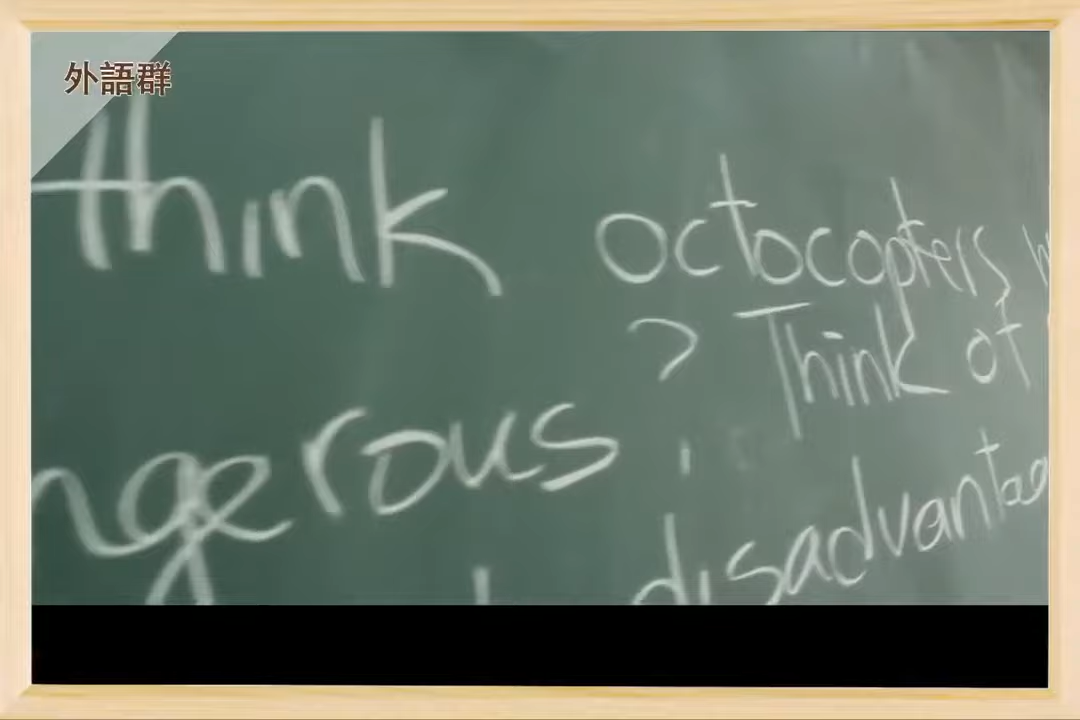 外語群
think octocopters
? Think of
ngerous
disadvanta